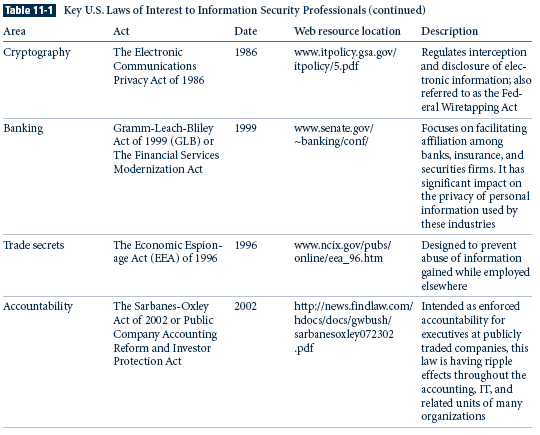 Table 11-1 Key U.S. Laws of Interest to Information Security Professionals (continued)
Area Act Date Web resource location Description
Cryptography The Electronic 1986 www.itpolicy.gsa.gov/ Regulates interception
Communications itpolicy/5.pdf and disclosure of elec-
Privacy Act of 1986 tronic information; also
referred to as the Fed-
eral Wiretapping Act
Banking Gramm-Leach-Bliley 1999 www.senate.gov/ Focuses on facilitating
Act of 1999 (GLB) or ~banking/conf/ affiliation among
The Financial Services banks, insurance, and
Modernization Act securities firms. It has
significant impact on
the privacy of personal
information used by
these industries
Trade secrets The Economic Espion- 1996 www.ncix.gov/pubs/ Designed to prevent
age Act (EEA) of 1996 online/eea_96.htm abuse of information
gained while employed
elsewhere
Accountability The Sarbanes-Oxley 2002 http://news.findlaw.com/ Intended as enforced
Act of 2002 or Public hdocs/docs/gwbush/ accountability for
Company Accounting sarbanesoxley072302 executives at publicly
Reform and Investor .pdf traded companies, this
Protection Act law is having ripple
effects throughout the
accounting, IT, and
related units of many
organizations